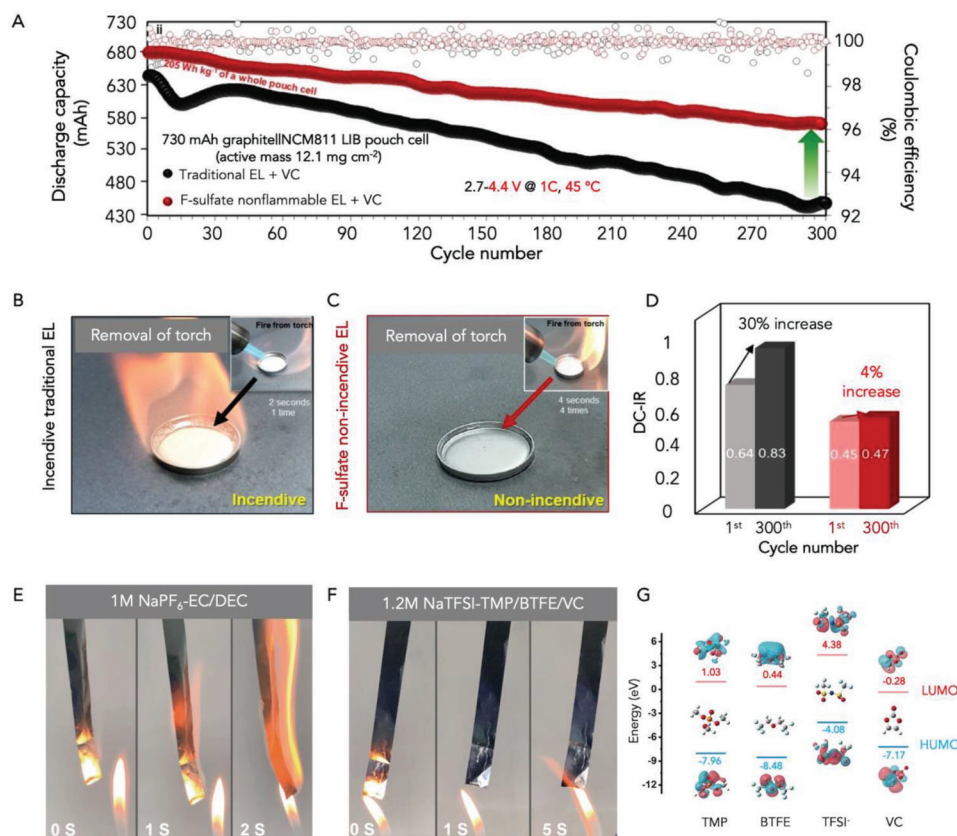 A
730
680
630
580
530
480
430
Discharge capacity
(mAh)
ii
205 Wh kg⁻¹ of a whole pouch cell
730 mAh graphite||NCM811 LIB pouch cell
(active mass 12.1 mg cm⁻²)
Traditional EL + VC
F-sulfate nonflammable EL + VC
2.7-4.4 V @ 1C, 45 °C
100
98
96
94
92
Coulombic efficiency
(%)
0 30 60 90 120 150 180 210 240 270 300
Cycle number
B
Incendive traditional EL
Removal of torch
Fire from torch
2 seconds
1 time
Incendive
C
F-sulfate non-incendive EL
Removal of torch
Fire from torch
4 seconds
4 times
Non-incendive
D
DC-IR
1
0.8
0.6
0.4
0.2
0
30% increase
4%
increase
0.64 0.83 0.45 0.47
1st 300th 1st 300th
Cycle number
E
1M NaPF₆-EC/DEC
0 S 1 S 2 S
F
1.2M NaTFSI-TMP/BTFE/VC
0 S 1 S 5 S
G
Energy (eV)
6
3
0
-3
-6
-9
-12
1.03 0.44 4.38 -0.28
LUMO
-7.96 -8.48 -4.08 -7.17
HUMO
TMP BTFE TFSI⁻ VC